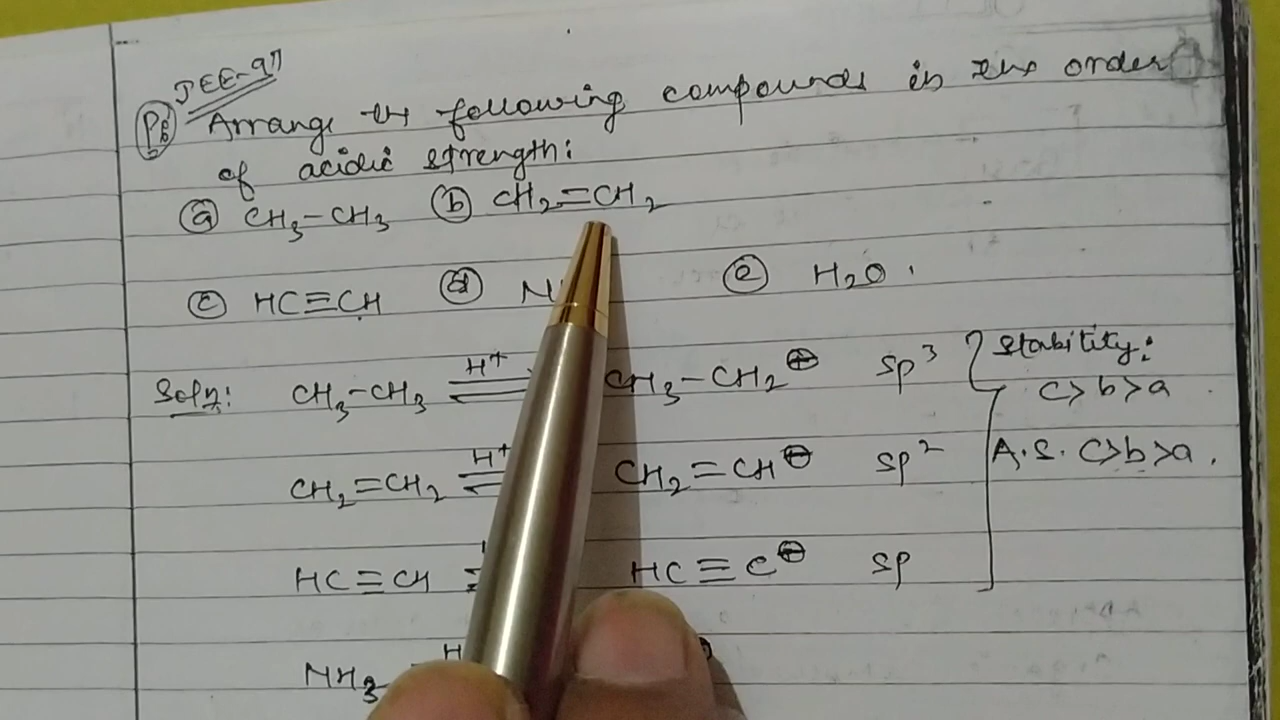 JEE-97
P6 Arrange the following compounds in the order
of acidic strength:
(a) CH3-CH3 (b) CH2=CH2
(c) HC≡CH (d) N (e) H2O.
Soln: CH3-CH3 H+ CH3-CH2⊕ sp3 Stability:
c>b>a.
CH2=CH2 H+ CH2=CH⊖ sp2 A.S. c>b>a.
HC≡CH HC≡C⊖ sp
NH3 H